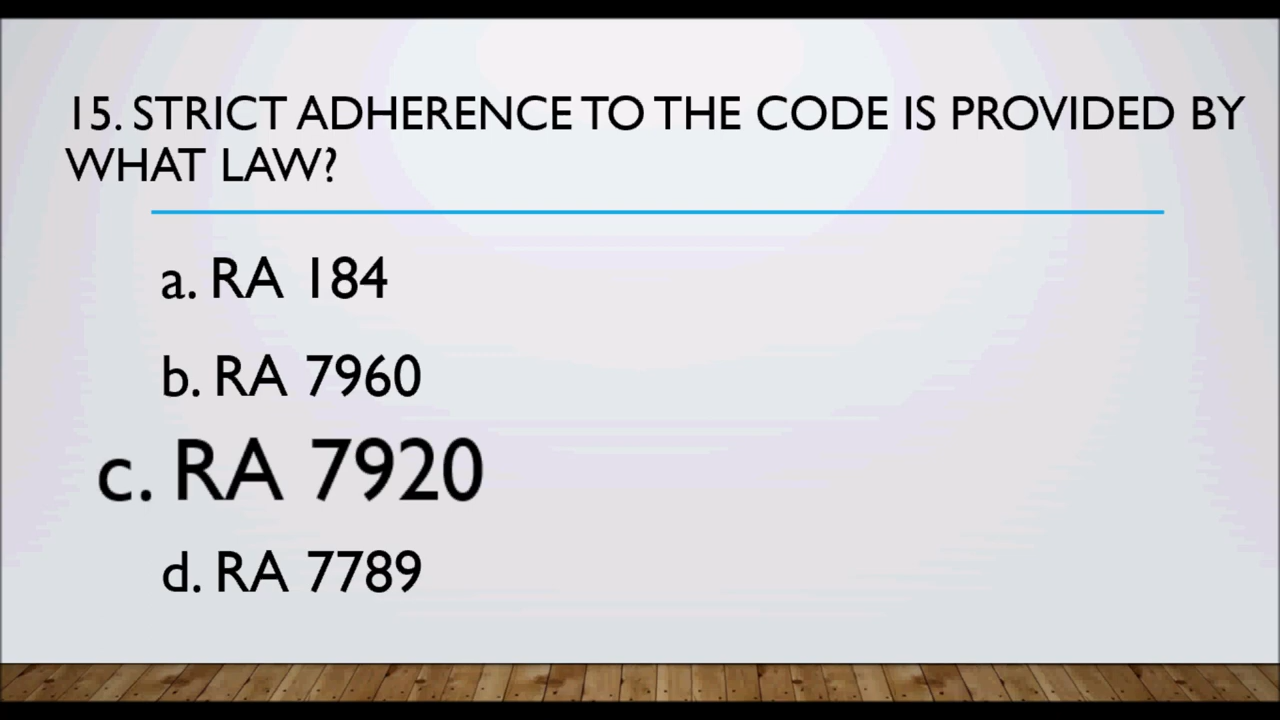 15. STRICT ADHERENCE TO THE CODE IS PROVIDED BY
WHAT LAW?
a. RA 184
b. RA 7960
c. RA 7920
d. RA 7789